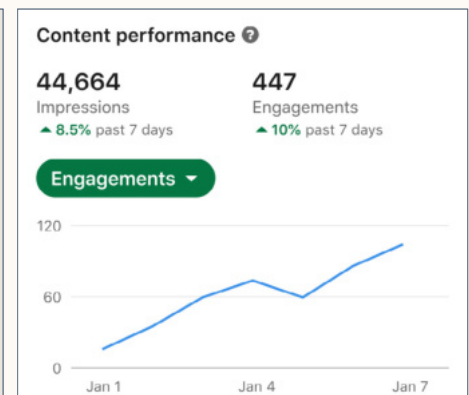 Content performance ?
44,664
Impressions
▲ 8.5% past 7 days
447
Engagements
▲ 10% past 7 days
Engagements
120
60
0
Jan 1 Jan 4 Jan 7